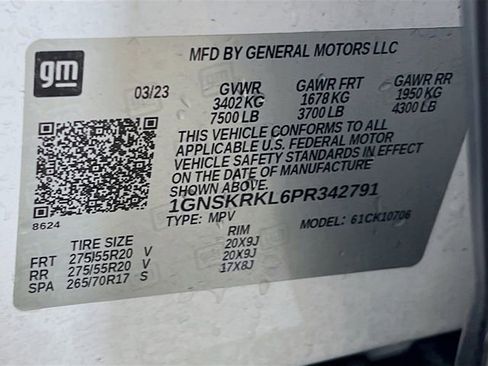 gm
MFD BY GENERAL MOTORS LLC
03/23 GVWR GAWR FRT GAWR RR
3402 KG 1678 KG 1950 KG
7500 LB 3700 LB 4300 LB
THIS VEHICLE CONFORMS TO ALL
APPLICABLE U.S. FEDERAL MOTOR
VEHICLE SAFETY STANDARDS IN EFFECT
ON THE DATE OF MANUFACTURE
SHOWN ABOVE.
1GNSKRKL6PR342791
8624
TYPE: MPV MODEL: 61CK10706
TIRE SIZE RIM
FRT 275/55R20 V 20X9J
RR 275/55R20 V 20X9J
SPA 265/70R17 S 17X8J